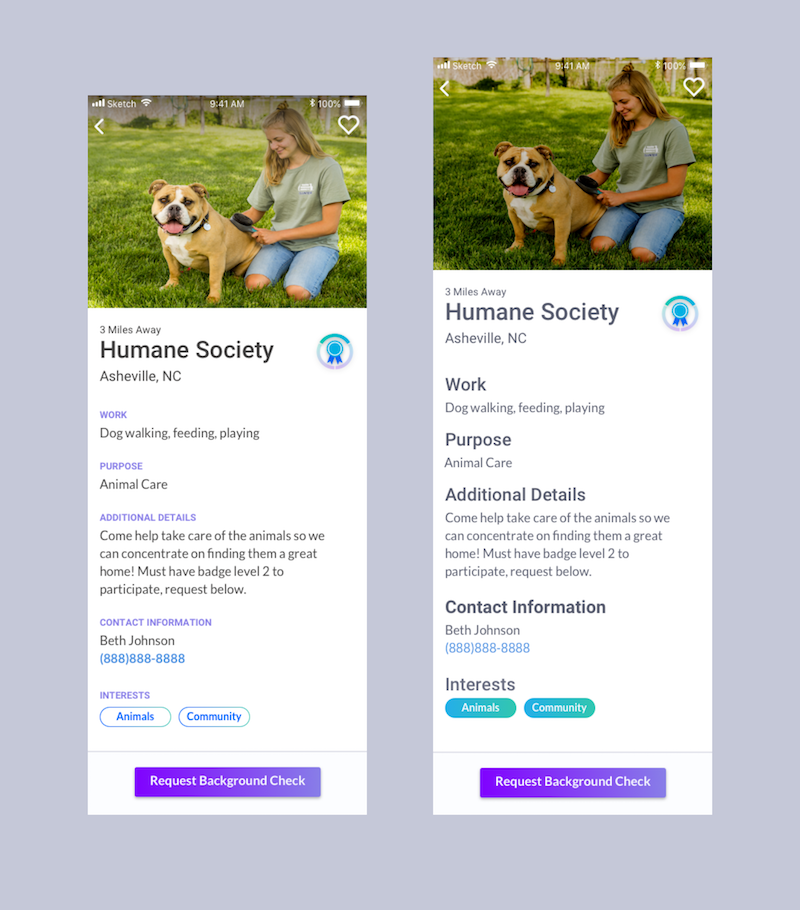 Sketch 9:41 AM 100%
3 Miles Away
Humane Society
Asheville, NC
WORK
Dog walking, feeding, playing
PURPOSE
Animal Care
ADDITIONAL DETAILS
Come help take care of the animals so we
can concentrate on finding them a great
home! Must have badge level 2 to
participate, request below.
CONTACT INFORMATION
Beth Johnson
(888)888-8888
INTERESTS
Animals Community
Request Background Check
Sketch 9:41 AM 100%
3 Miles Away
Humane Society
Asheville, NC
Work
Dog walking, feeding, playing
Purpose
Animal Care
Additional Details
Come help take care of the animals so we
can concentrate on finding them a great
home! Must have badge level 2 to
participate, request below.
Contact Information
Beth Johnson
(888)888-8888
Interests
Animals Community
Request Background Check